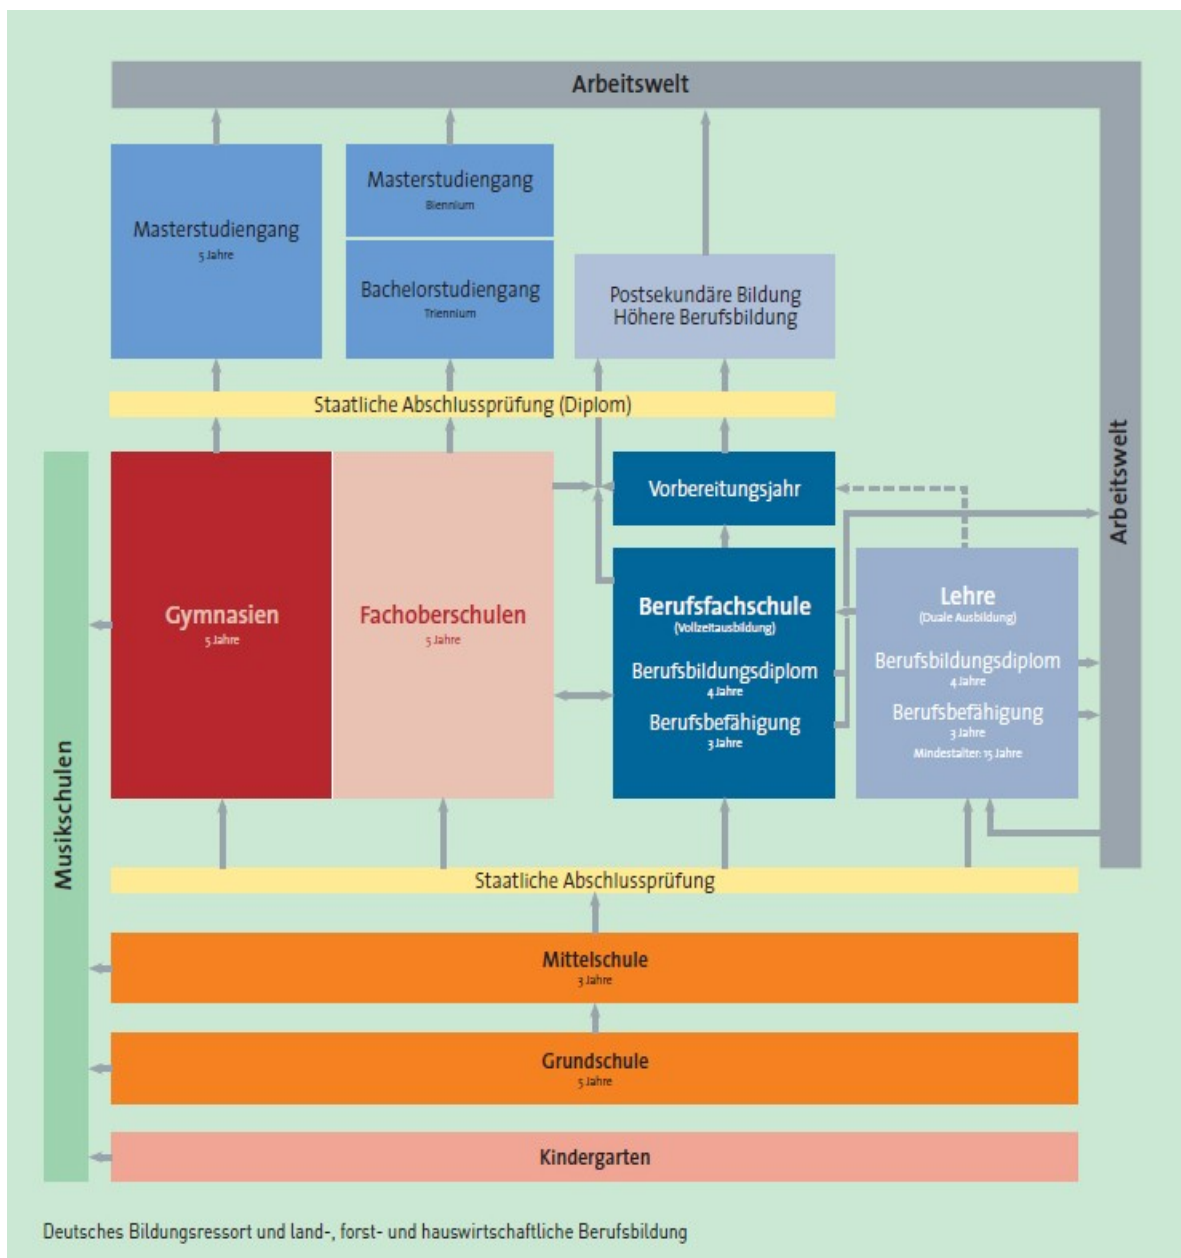 Arbeitswelt
Masterstudiengang
5 Jahre
Masterstudiengang
Biennium
Bachelorstudiengang
Triennium
Postsekundäre Bildung
Höhere Berufsbildung
Staatliche Abschlussprüfung (Diplom)
Arbeitswelt
Musikschulen
Gymnasien
5 Jahre
Fachoberschulen
5 Jahre
Vorbereitungsjahr
Berufsfachschule
(Vollzeitausbildung)
Berufsbildungsdiplom
4 Jahre
Berufsbefähigung
3 Jahre
Lehre
(Duale Ausbildung)
Berufsbildungsdiplom
4 Jahre
Berufsbefähigung
3 Jahre
Mindestalter: 15 Jahre
Staatliche Abschlussprüfung
Mittelschule
3 Jahre
Grundschule
5 Jahre
Kindergarten
Deutsches Bildungsressort und land-, forst- und hauswirtschaftliche Berufsbildung